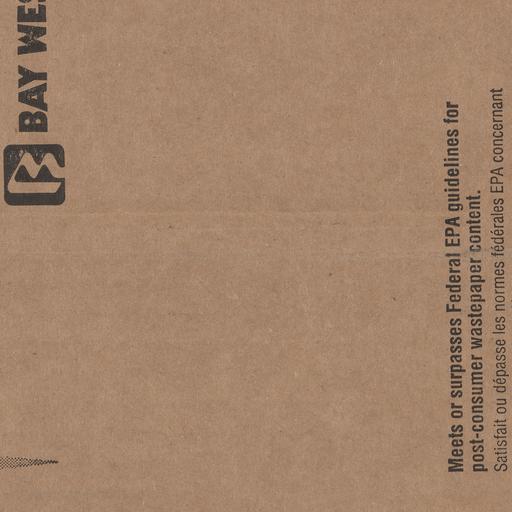 BAY WES
Meets or surpasses Federal EPA guidelines for
post-consumer wastepaper content.
Satisfait ou dépasse les normes fédérales EPA concernant